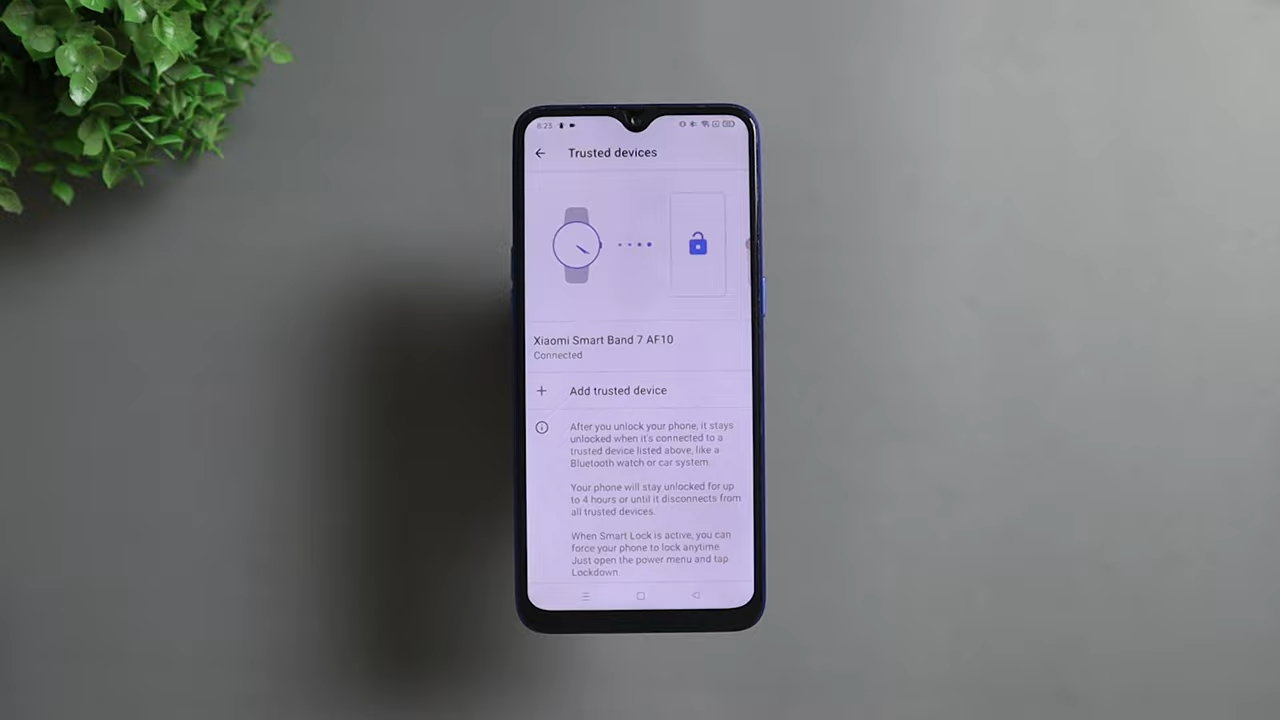 6:23
Trusted devices
Xiaomi Smart Band 7 AF10
Connected
Add trusted device
After you unlock your phone, it stays
unlocked when it's connected to a
trusted device listed above, like a
Bluetooth watch or car system.
Your phone will stay unlocked for up
to 4 hours or until it disconnects from
all trusted devices.
When Smart Lock is active, you can
force your phone to lock anytime.
Just open the power menu and tap
Lockdown.